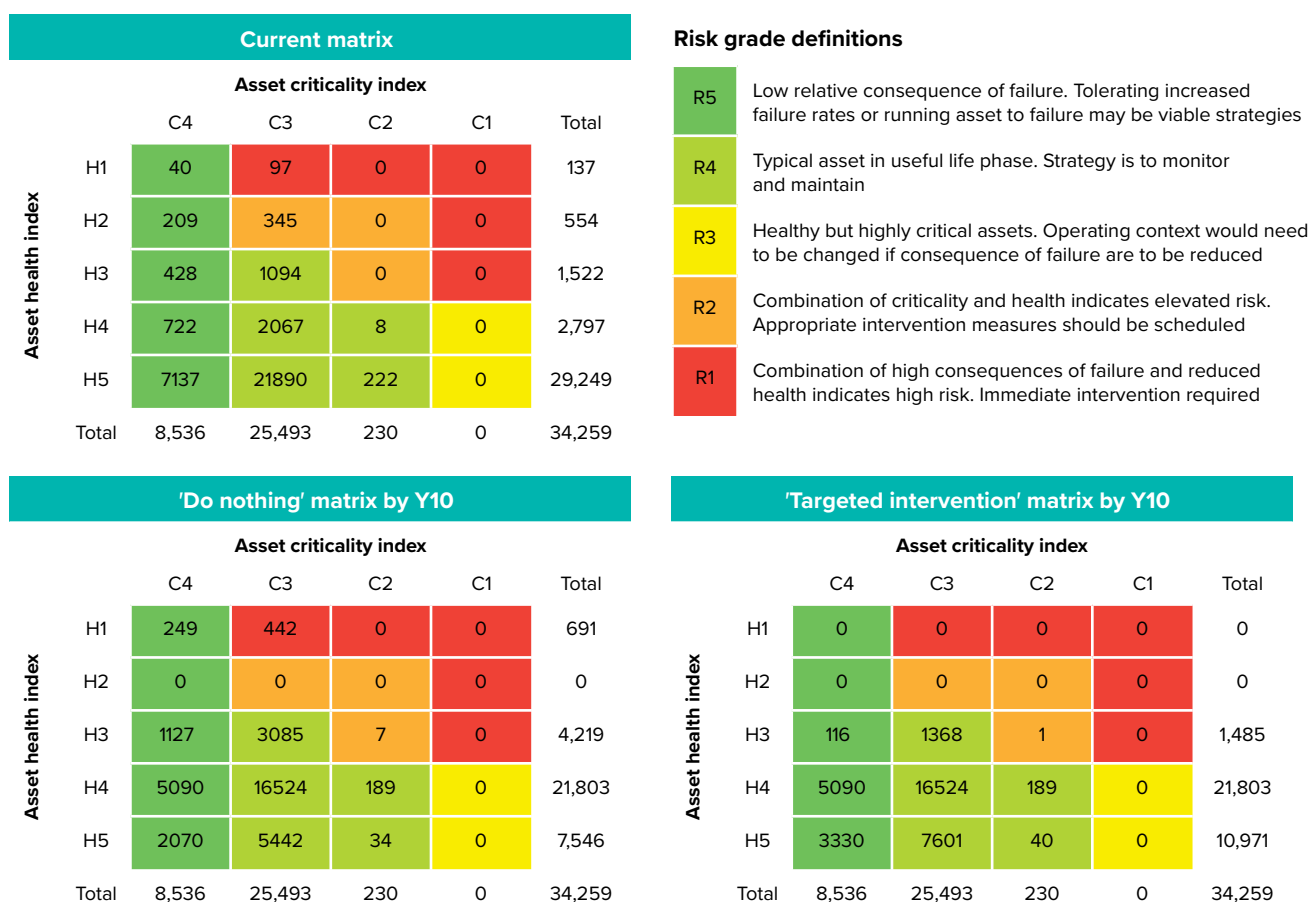 Current matrix
Asset criticality index
C4 C3 C2 C1 Total
Asset health index
H1 40 97 0 0 137
H2 209 345 0 0 554
H3 428 1094 0 0 1,522
H4 722 2067 8 0 2,797
H5 7137 21890 222 0 29,249
Total 8,536 25,493 230 0 34,259
Risk grade definitions
R5 Low relative consequence of failure. Tolerating increased
failure rates or running asset to failure may be viable strategies
R4 Typical asset in useful life phase. Strategy is to monitor
and maintain
R3 Healthy but highly critical assets. Operating context would need
to be changed if consequence of failure are to be reduced
R2 Combination of criticality and health indicates elevated risk.
Appropriate intervention measures should be scheduled
R1 Combination of high consequences of failure and reduced
health indicates high risk. Immediate intervention required
'Do nothing' matrix by Y10
Asset criticality index
C4 C3 C2 C1 Total
Asset health index
H1 249 442 0 0 691
H2 0 0 0 0 0
H3 1127 3085 7 0 4,219
H4 5090 16524 189 0 21,803
H5 2070 5442 34 0 7,546
Total 8,536 25,493 230 0 34,259
'Targeted intervention' matrix by Y10
Asset criticality index
C4 C3 C2 C1 Total
Asset health index
H1 0 0 0 0 0
H2 0 0 0 0 0
H3 116 1368 1 0 1,485
H4 5090 16524 189 0 21,803
H5 3330 7601 40 0 10,971
Total 8,536 25,493 230 0 34,259